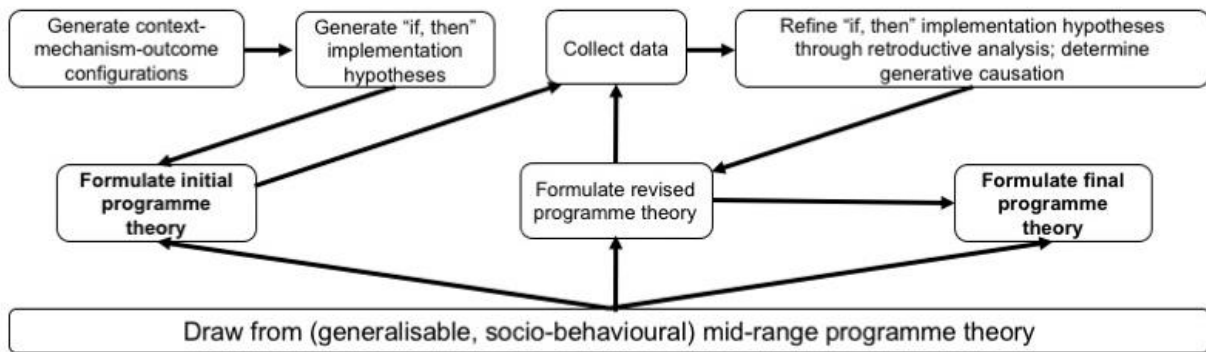 Generate context-
mechanism-outcome
configurations
Generate “if, then”
implementation
hypotheses
Collect data
Refine “if, then” implementation hypotheses
through retroductive analysis; determine
generative causation
Formulate initial
programme
theory
Formulate revised
programme theory
Formulate final
programme
theory
Draw from (generalisable, socio-behavioural) mid-range programme theory